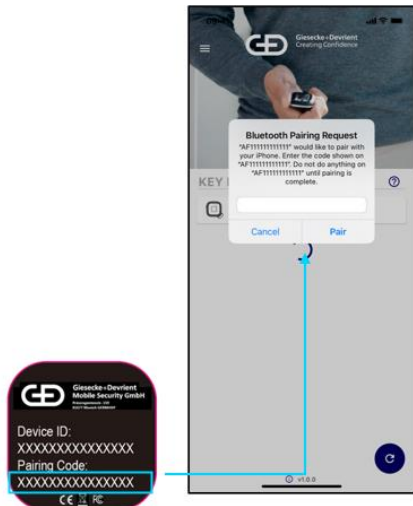 Giesecke+Devrient
Creating Confidence
Bluetooth Pairing Request
"AF111111111111" would like to pair with
your iPhone. Enter the code shown on
"AF111111111111". Do not do anything on
"AF111111111111" until pairing is
complete.
KEY
Cancel Pair
v1.0.0
Giesecke+Devrient
Mobile Security GmbH
Device ID:
XXXXXXXXXXXXXXX
Pairing Code:
XXXXXXXXXXXXXXX
CE